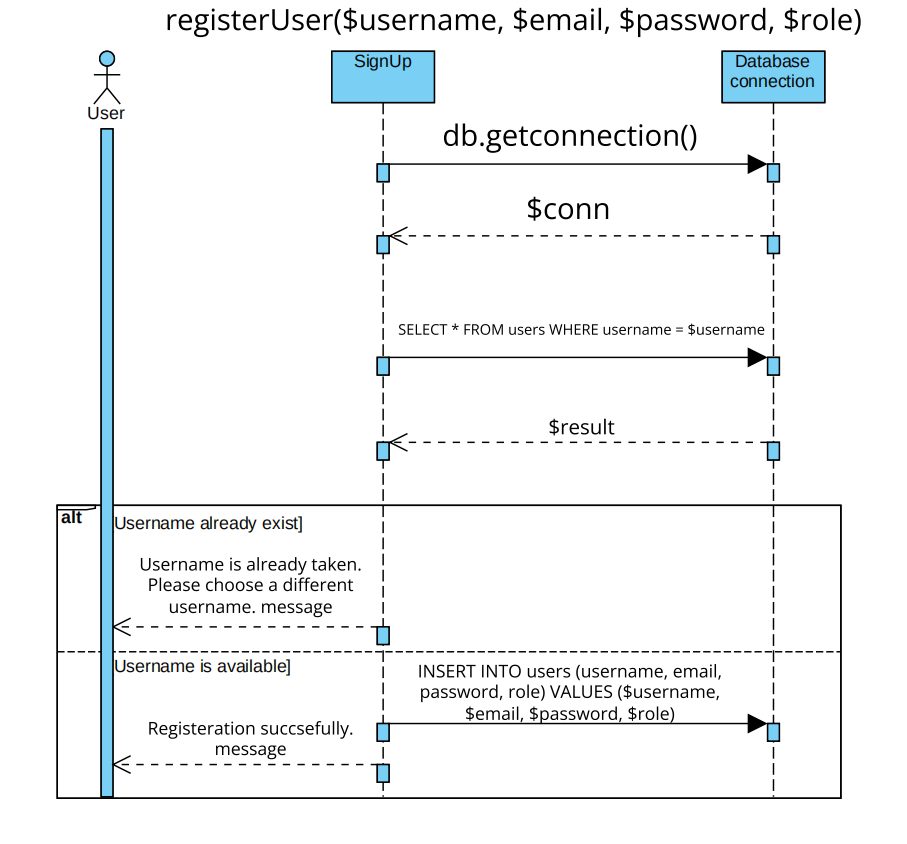 registerUser($username, $email, $password, $role)
SignUp
Database
connection
User
db.getconnection()
$conn
SELECT * FROM users WHERE username = $username
$result
alt
Username already exist]
Username is already taken.
Please choose a different
username. message
Username is available]
INSERT INTO users (username, email,
password, role) VALUES ($username,
$email, $password, $role)
Registeration succsefully.
message